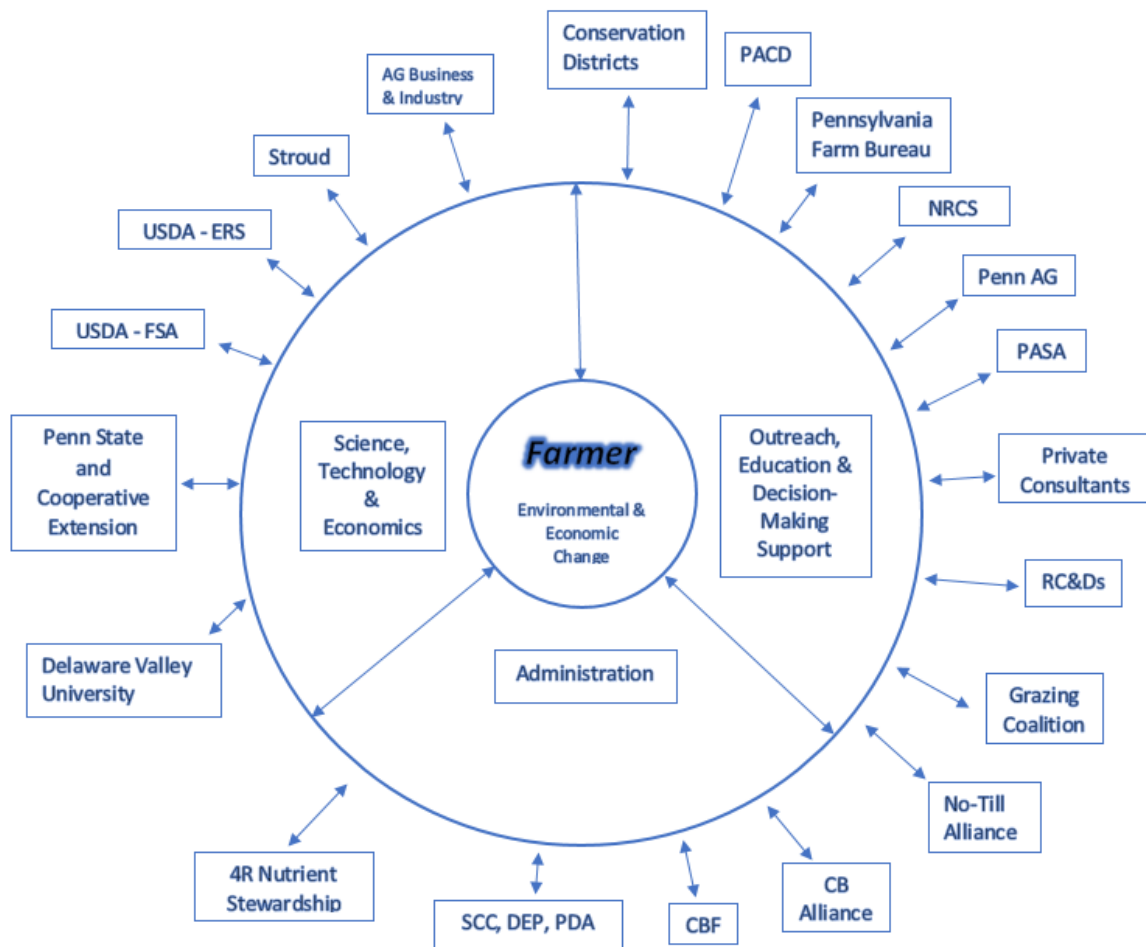 Conservation
Districts
PACD
AG Business
& Industry
Pennsylvania
Farm Bureau
Stroud
NRCS
USDA - ERS
Penn AG
USDA - FSA
PASA
Penn State
and
Cooperative
Extension
Science,
Technology
&
Economics
Farmer
Environmental &
Economic
Change
Outreach,
Education &
Decision-
Making
Support
Private
Consultants
RC&Ds
Delaware Valley
University
Administration
Grazing
Coalition
No-Till
Alliance
4R Nutrient
Stewardship
SCC, DEP, PDA
CBF
CB
Alliance